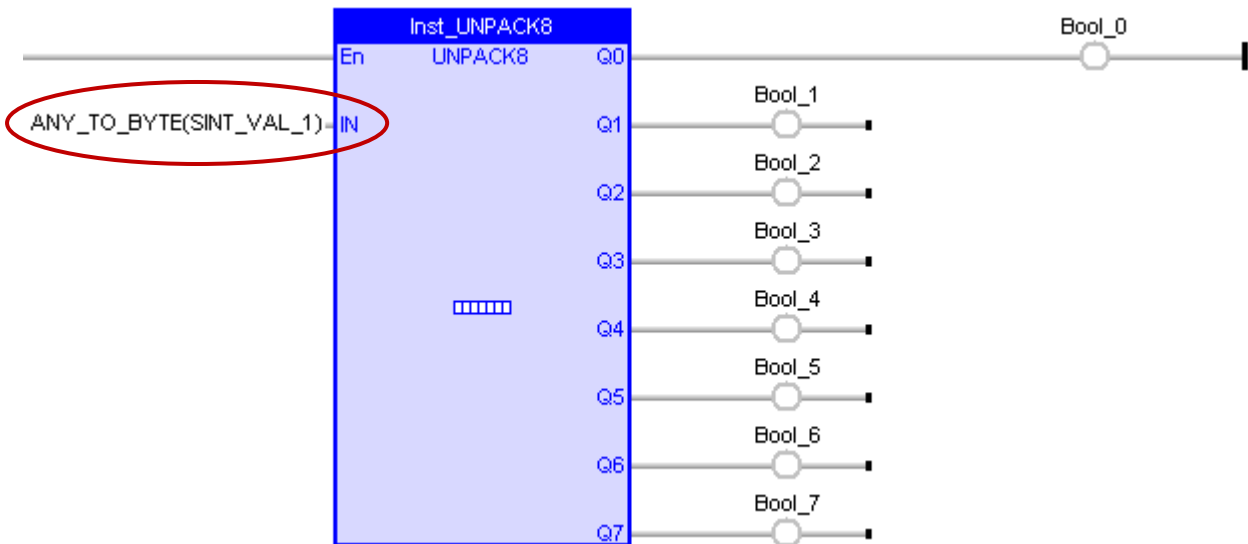 Inst_UNPACK8
Bool_0
En UNPACK8 Q0
Bool_1
ANY_TO_BYTE(SINT_VAL_1) IN Q1
Bool_2
Q2
Bool_3
Q3
Bool_4
Q4
Bool_5
Q5
Bool_6
Q6
Bool_7
Q7